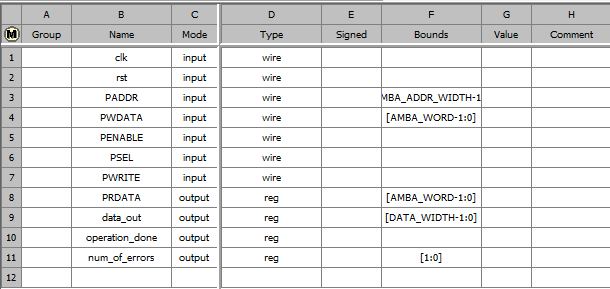 A B C D E F G H
M Group Name Mode Type Signed Bounds Value Comment
1 clk input wire
2 rst input wire
3 PADDR input wire MBA_ADDR_WIDTH-1
4 PWDATA input wire [AMBA_WORD-1:0]
5 PENABLE input wire
6 PSEL input wire
7 PWRITE input wire
8 PRDATA output reg [AMBA_WORD-1:0]
9 data_out output reg [DATA_WIDTH-1:0]
10 operation_done output reg
11 num_of_errors output reg [1:0]
12